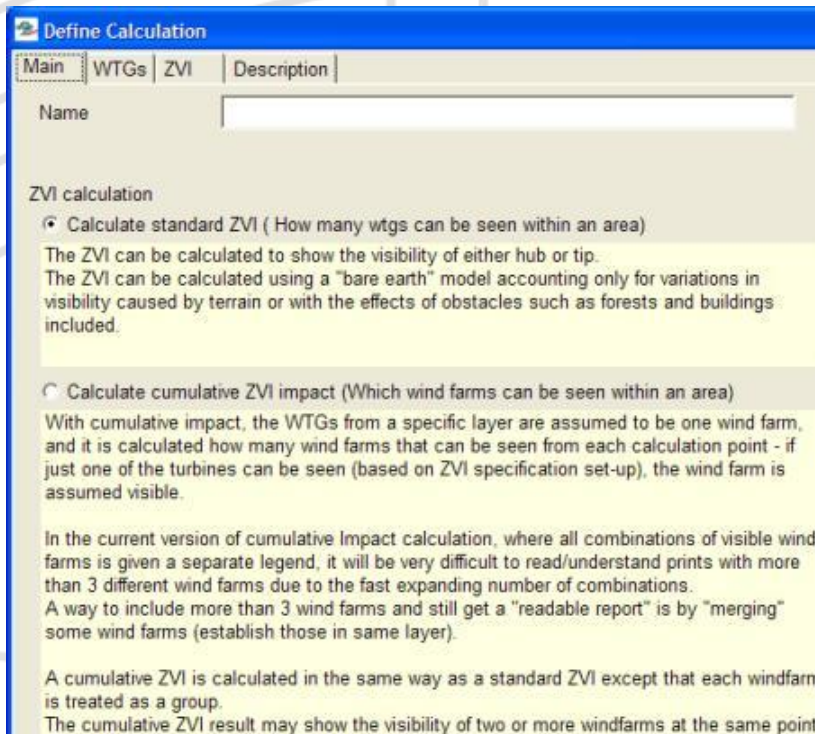 Define Calculation
Main WTGs ZVI Description
Name
ZVI calculation
Calculate standard ZVI ( How many wtgs can be seen within an area)
The ZVI can be calculated to show the visibility of either hub or tip.
The ZVI can be calculated using a "bare earth" model accounting only for variations in
visibility caused by terrain or with the effects of obstacles such as forests and buildings
included.
Calculate cumulative ZVI impact (Which wind farms can be seen within an area)
With cumulative impact, the WTGs from a specific layer are assumed to be one wind farm,
and it is calculated how many wind farms that can be seen from each calculation point - if
just one of the turbines can be seen (based on ZVI specification set-up), the wind farm is
assumed visible.
In the current version of cumulative Impact calculation, where all combinations of visible wind
farms is given a separate legend, it will be very difficult to read/understand prints with more
than 3 different wind farms due to the fast expanding number of combinations.
A way to include more than 3 wind farms and still get a "readable report" is by "merging"
some wind farms (establish those in same layer).
A cumulative ZVI is calculated in the same way as a standard ZVI except that each windfarm
is treated as a group.
The cumulative ZVI result may show the visibility of two or more windfarms at the same point